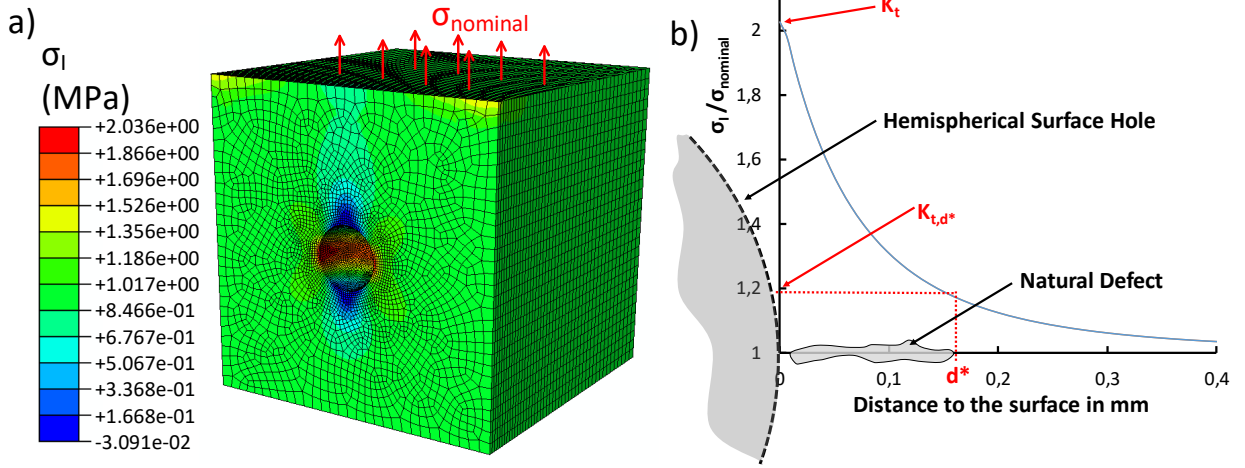 a)
σnominal
σI
(MPa)
+2.036e+00
+1.866e+00
+1.696e+00
+1.526e+00
+1.356e+00
+1.186e+00
+1.017e+00
+8.466e-01
+6.767e-01
+5.067e-01
+3.368e-01
+1.668e-01
-3.091e-02
b)
σI/σnominal
Kt
2
1,8
1,6
1,4
1,2
1
Hemispherical Surface Hole
Kt,d*
Natural Defect
0
0,1
d*
0,2
0,3
0,4
Distance to the surface in mm